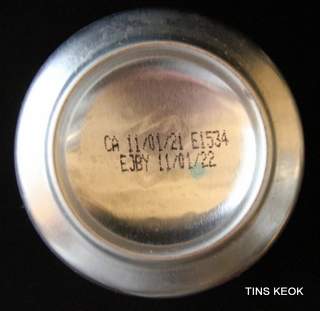 CA 11/01/21 E1534
EJBY 11/01/22
TINS KEOK